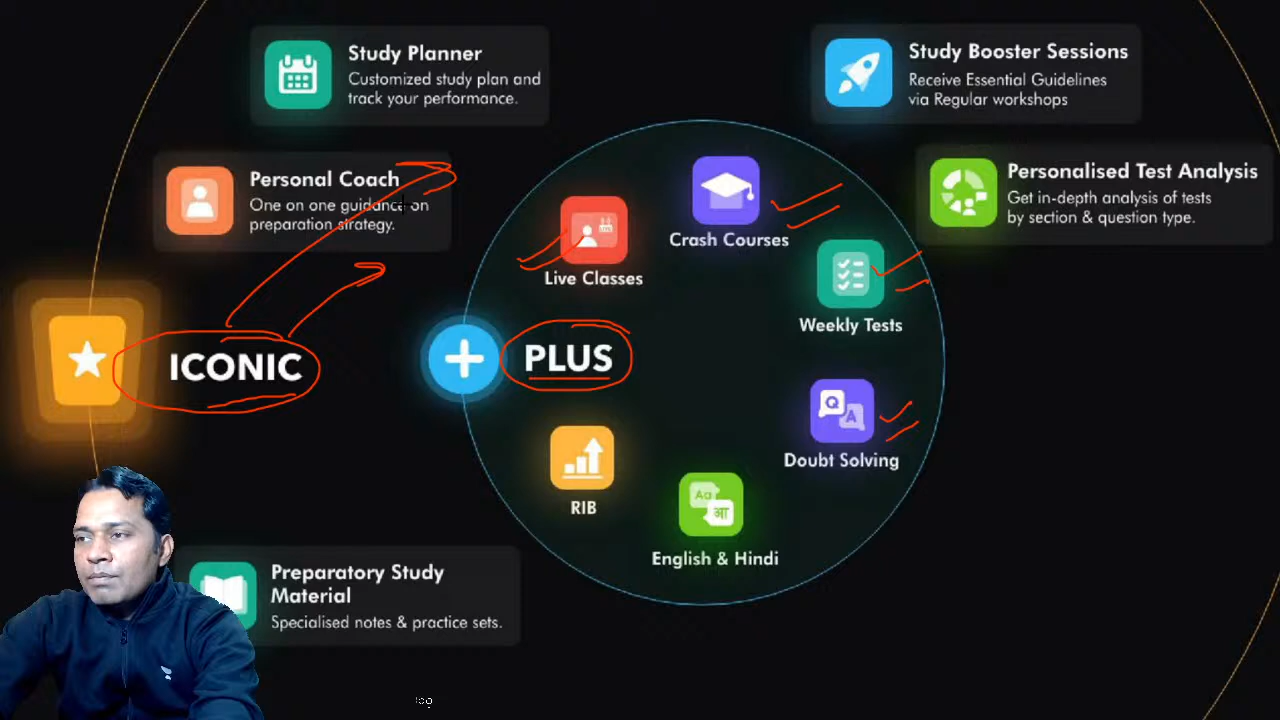 Study Planner
Customized study plan and
track your performance.
Study Booster Sessions
Receive Essential Guidelines
via Regular workshops
Personal Coach
One on one guidance on
preparation strategy.
Personalised Test Analysis
Get in-depth analysis of tests
by section & question type.
Crash Courses
Live Classes
Weekly Tests
ICONIC
PLUS
Q
A
Doubt Solving
RIB
Aa
आ
English & Hindi
Preparatory Study
Material
Specialised notes & practice sets.